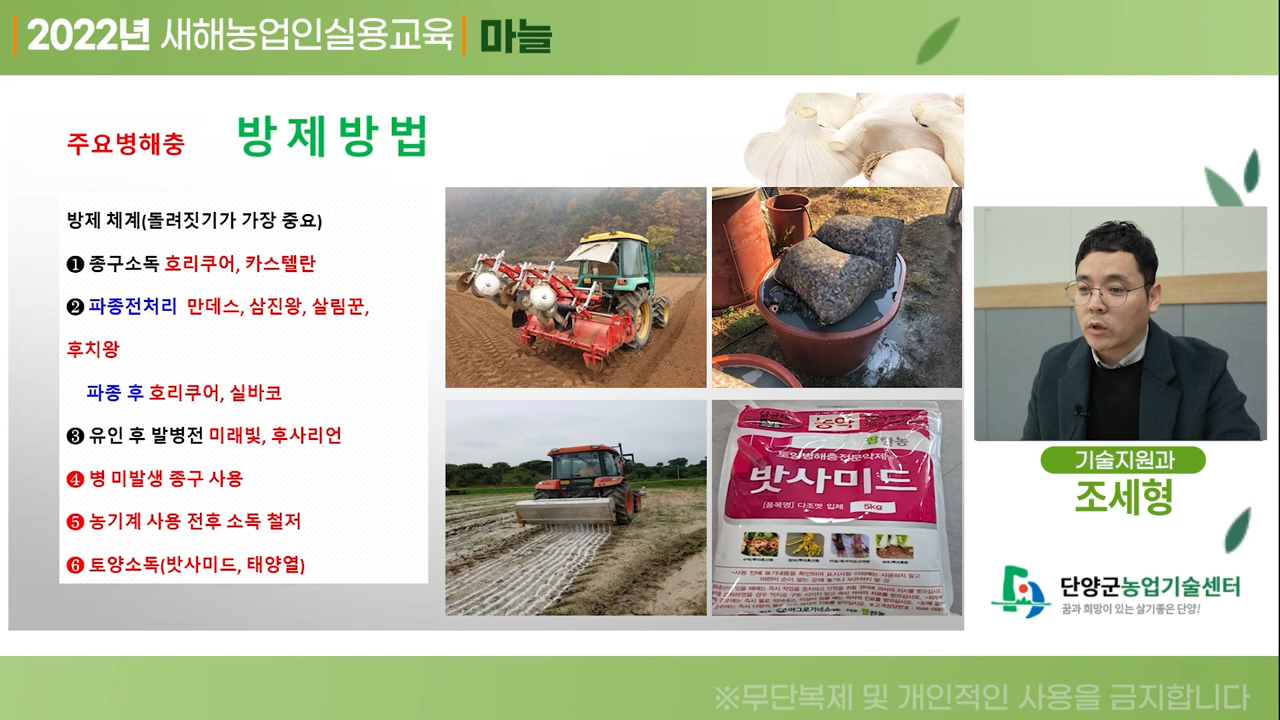 2022년 새해농업인실용교육 마늘
주요병해충 방제방법
방제 체계(돌려짓기가 가장 중요)
❶ 종구소독 호리쿠어, 카스텔란
❷ 파종전처리 만데스, 삼진왕, 살림꾼,
후치왕
파종 후 호리쿠어, 실바코
❸ 유인 후 발병전 미래빛, 후사리언
❹ 병 미발생 종구 사용
❺ 농기계 사용 전후 소독 철저
❻ 토양소독(밧사미드, 태양열)
토양병해충전문약제
밧사미드
[품목명] 다조멧 입제 5kg
기술지원과
조세형
단양군농업기술센터
꿈과 희망이 있는 살기좋은 단양!
※무단복제 및 개인적인 사용을 금지합니다